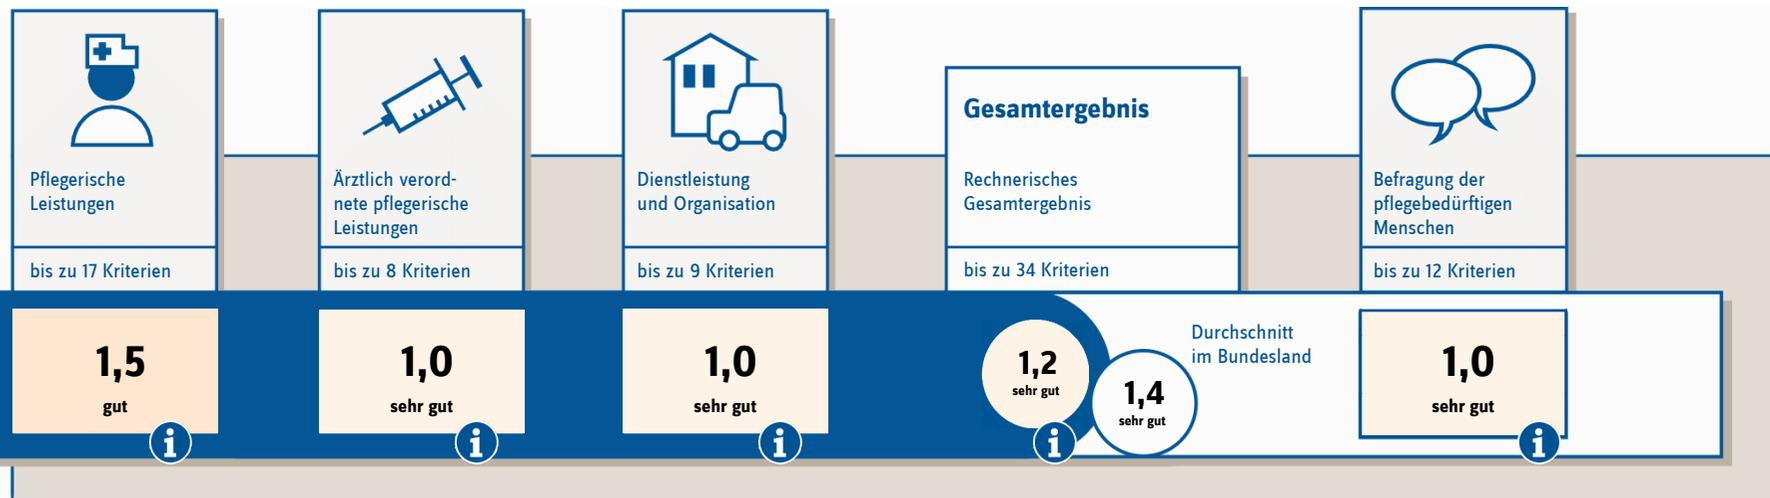 Pflegerische
Leistungen
bis zu 17 Kriterien
1,5
gut
i
Ärztlich verord-
nete pflegerische
Leistungen
bis zu 8 Kriterien
1,0
sehr gut
i
Dienstleistung
und Organisation
bis zu 9 Kriterien
1,0
sehr gut
i
Gesamtergebnis
Rechnerisches
Gesamtergebnis
bis zu 34 Kriterien
1,2
sehr gut
i
1,4
sehr gut
Durchschnitt
im Bundesland
Befragung der
pflegebedürftigen
Menschen
bis zu 12 Kriterien
1,0
sehr gut
i